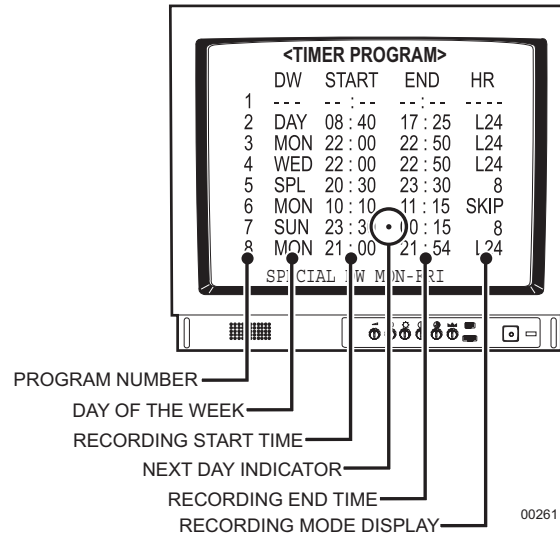 <TIMER PROGRAM>
DW START END HR
1 --- -- : -- -- : -- ----
2 DAY 08 : 40 17 : 25 L24
3 MON 22 : 00 22 : 50 L24
4 WED 22 : 00 22 : 50 L24
5 SPL 20 : 30 23 : 30 8
6 MON 10 : 10 11 : 15 SKIP
7 SUN 23 : 30 • 00 : 15 8
8 MON 21 : 00 21 : 54 L24
SPECIAL DW MON-FRI
PROGRAM NUMBER
DAY OF THE WEEK
RECORDING START TIME
NEXT DAY INDICATOR
RECORDING END TIME
RECORDING MODE DISPLAY
00261